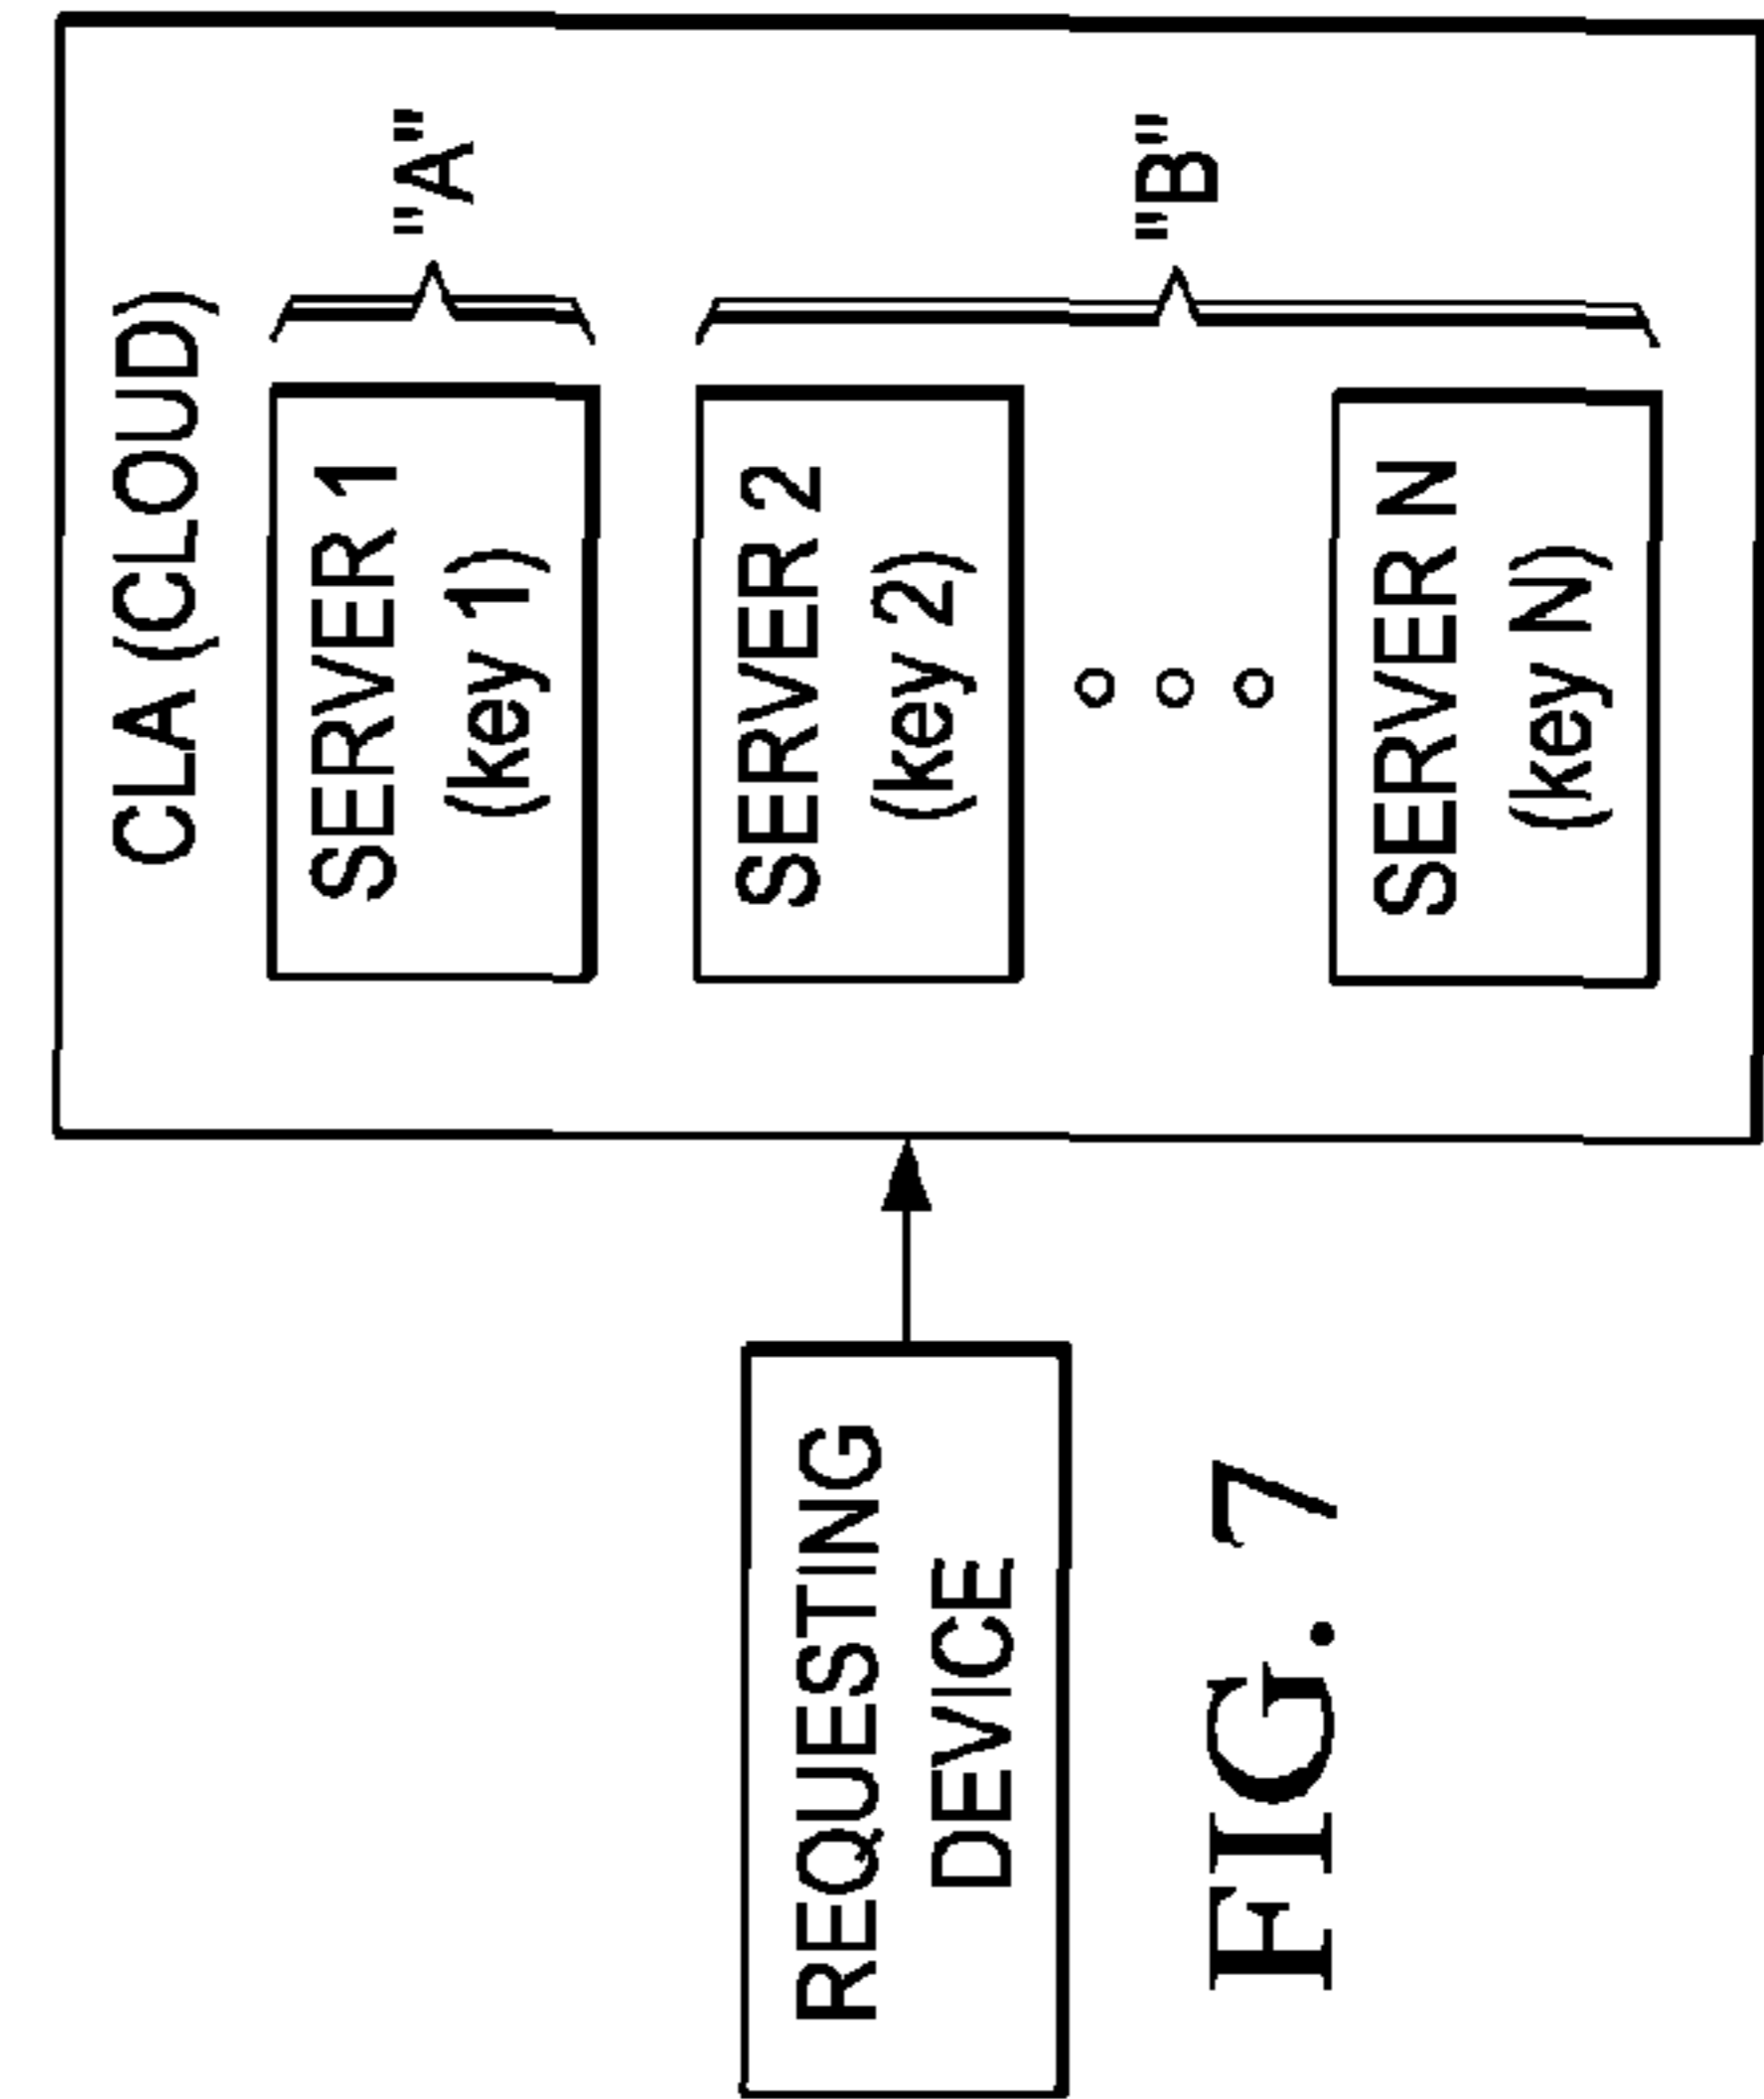 CLA (CLOUD)
SERVER 1
(key 1)
"A"
SERVER 2
(key 2)
"B"
SERVER N
(key N)
REQUESTING
DEVICE
FIG. 7